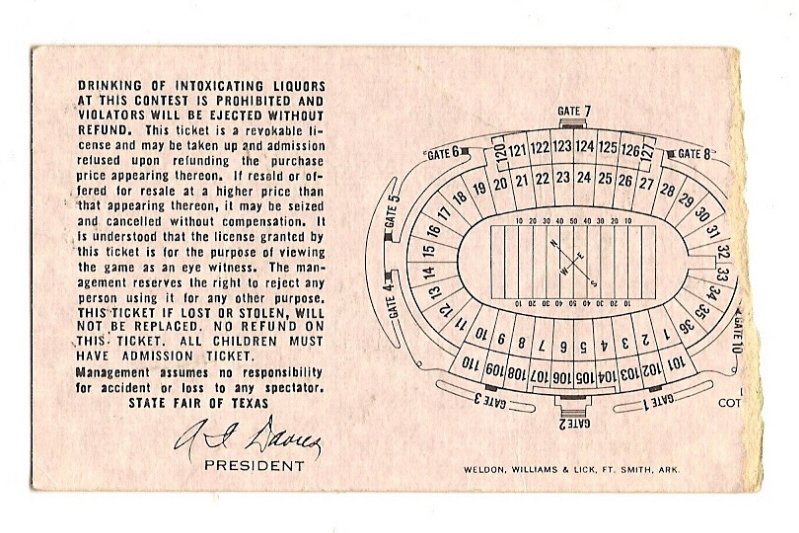 DRINKING OF INTOXICATING LIQUORS
AT THIS CONTEST IS PROHIBITED AND
VIOLATORS WILL BE EJECTED WITHOUT
REFUND. This ticket is a revokable li-
cense and may be taken up and admission
refused upon refunding the purchase
price appearing thereon. If resold or of-
fered for resale at a higher price than
that appearing thereon, it may be seized
and cancelled without compensation. It
is understood that the license granted by
this ticket is for the purpose of viewing
the game as an eye witness. The man-
agement reserves the right to reject any
person using it for any other purpose.
THIS TICKET IF LOST OR STOLEN, WILL
NOT BE REPLACED. NO REFUND ON
THIS TICKET. ALL CHILDREN MUST
HAVE ADMISSION TICKET.
Management assumes no responsibility
for accident or loss to any spectator.
STATE FAIR OF TEXAS
PRESIDENT
GATE 7
GATE 6
GATE 8
120 121 122 123 124 125 126 127
20 21 22 23 24 25 26 27
19 28
18 29
17 30
16 31
15 32
14 33
13 34
12 35
11 36
GATE 5
GATE 4
10 20 30 40 50 40 30 20 10
N E
W S
10 20 30 40 50 40 30 20 10
10 9 8 7 6 5 4 3 2 1
110 109 108 107 106 105 104 103 102 101
GATE 10
GATE 3
GATE 2
GATE 1
COT
WELDON, WILLIAMS & LICK, FT. SMITH, ARK.